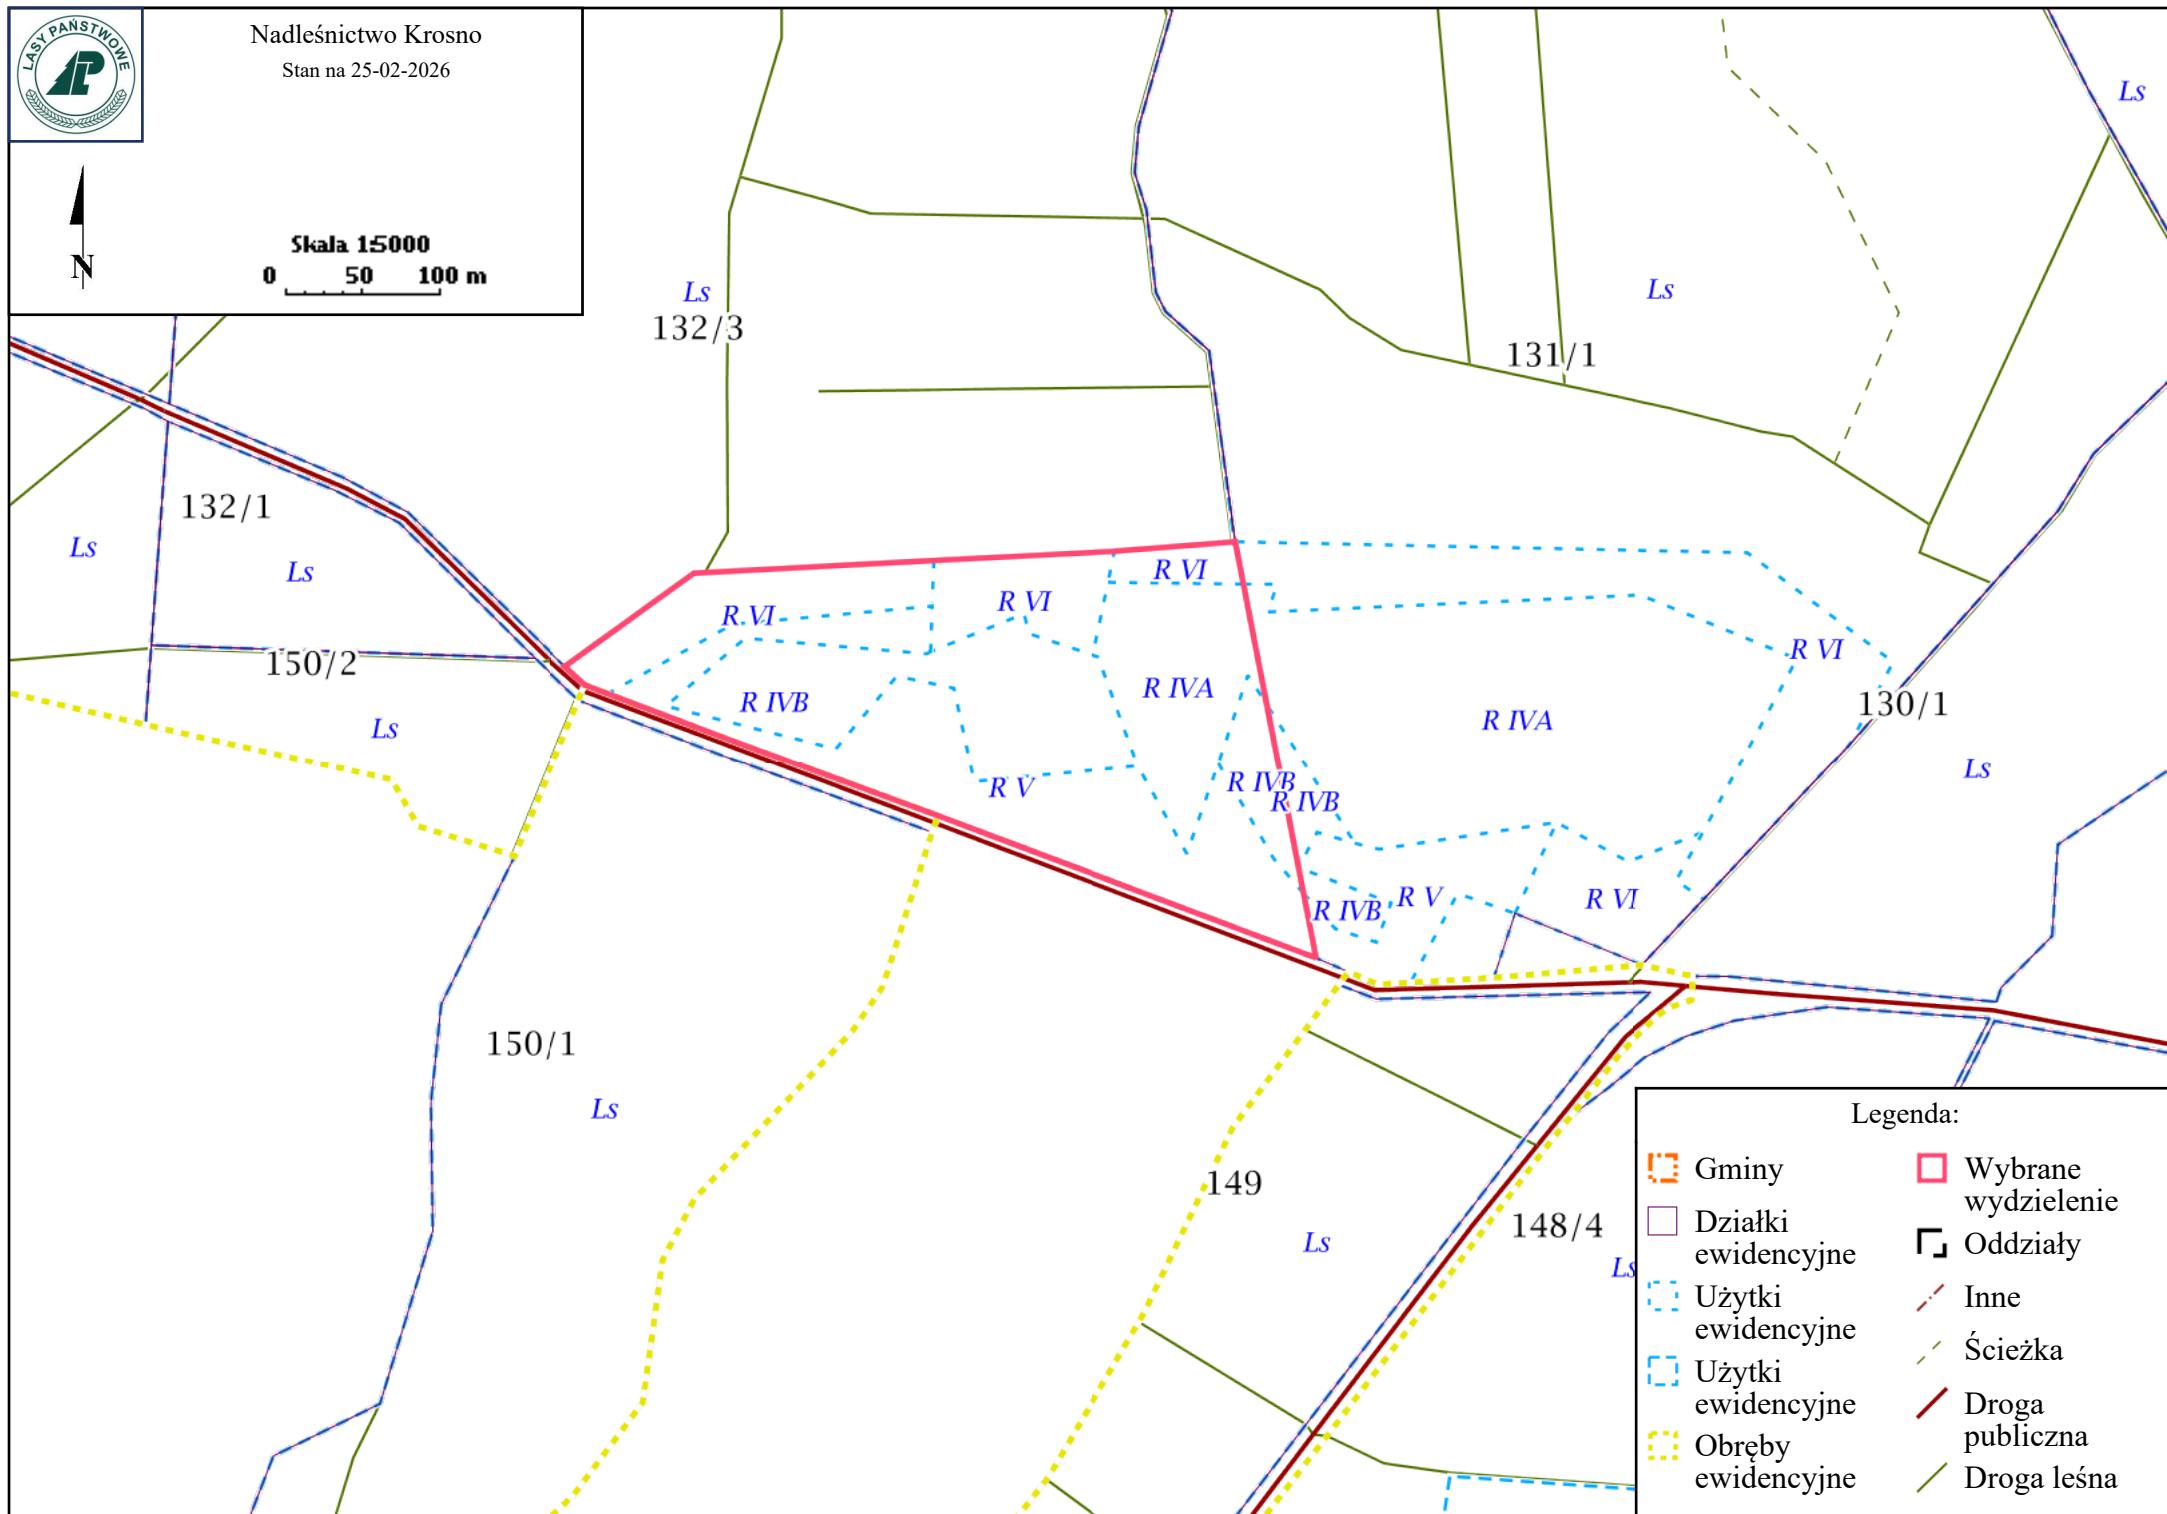 LASY PAŃSTWOWE
Nadleśnictwo Krosno
Stan na 25-02-2026
N
Skala 1:5000
0 50 100 m
Ls
Ls
132/3
Ls
131/1
132/1
Ls
Ls
150/2
Ls
R VI
R VI
R VI
R IVB
R IVA
R IVA
R VI
130/1
Ls
R V
R IVB
R IVB
R IVB
R V
R VI
150/1
Ls
149
Ls
148/4
Ls
Legenda:
Gminy
Działki
ewidencyjne
Użytki
ewidencyjne
Użytki
ewidencyjne
Obręby
ewidencyjne
Wybrane
wydzielenie
Oddziały
Inne
Ścieżka
Droga
publiczna
Droga leśna